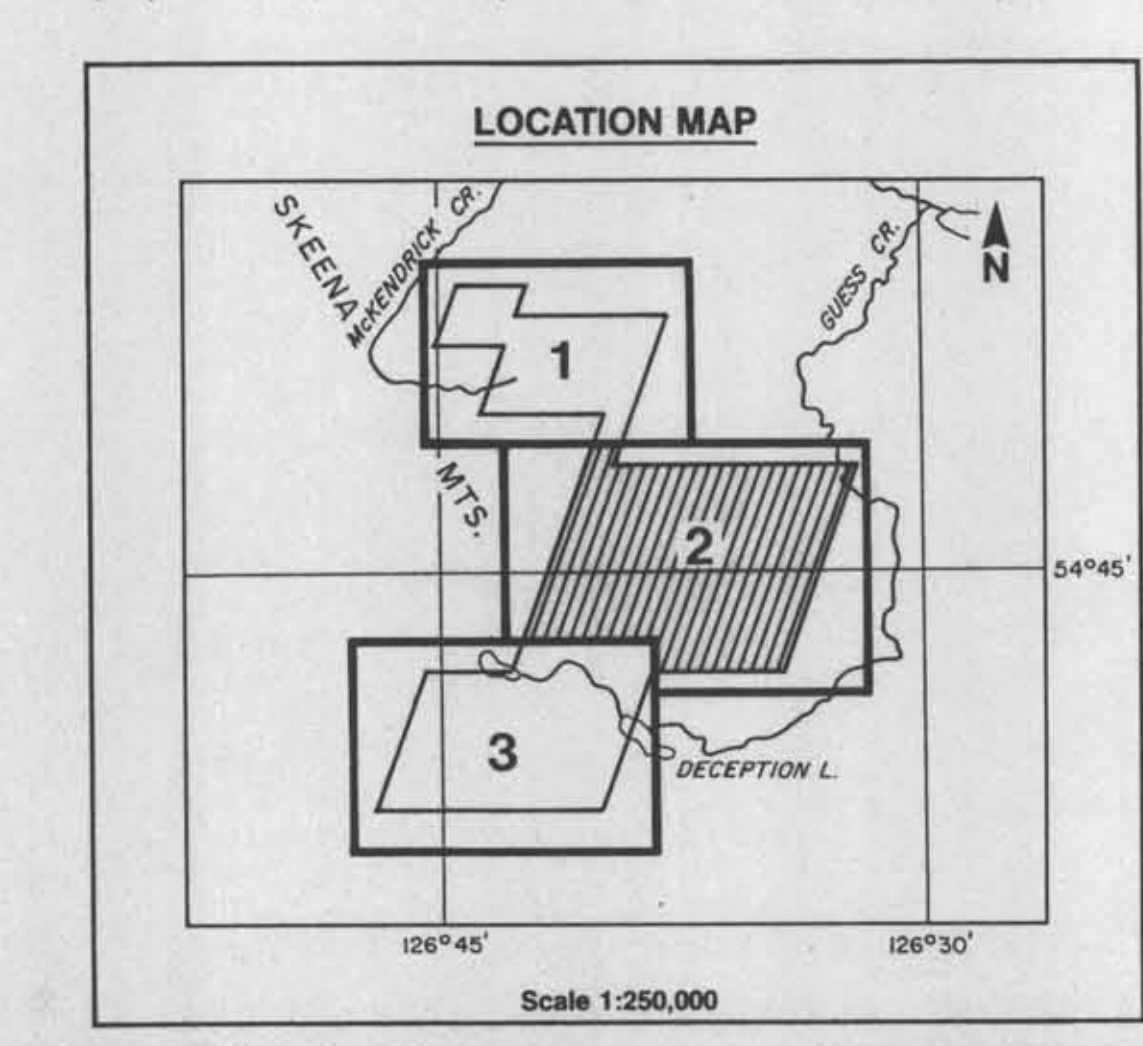 LOCATION MAP
SKEENA
McKENDRICK CR.
GUESS CR.
N
1
MTS.
2
54°45'
3
DECEPTION L.
126°45'
126°30'
Scale 1:250,000